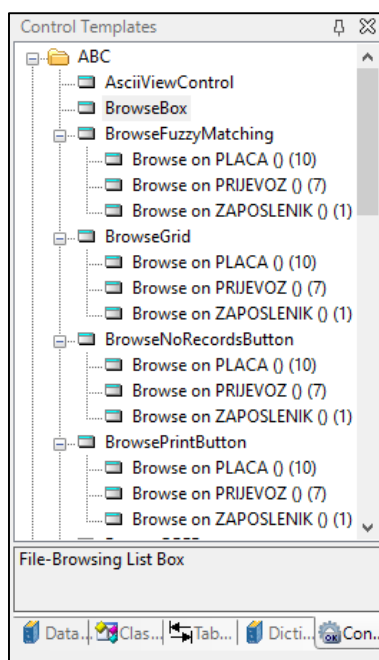 Control Templates
ABC
AsciiViewControl
BrowseBox
BrowseFuzzyMatching
Browse on PLACA () (10)
Browse on PRIJEVOZ () (7)
Browse on ZAPOSLENIK () (1)
BrowseGrid
Browse on PLACA () (10)
Browse on PRIJEVOZ () (7)
Browse on ZAPOSLENIK () (1)
BrowseNoRecordsButton
Browse on PLACA () (10)
Browse on PRIJEVOZ () (7)
Browse on ZAPOSLENIK () (1)
BrowsePrintButton
Browse on PLACA () (10)
Browse on PRIJEVOZ () (7)
Browse on ZAPOSLENIK () (1)
File-Browsing List Box
Data... Clas... Tab... Dicti... Con...